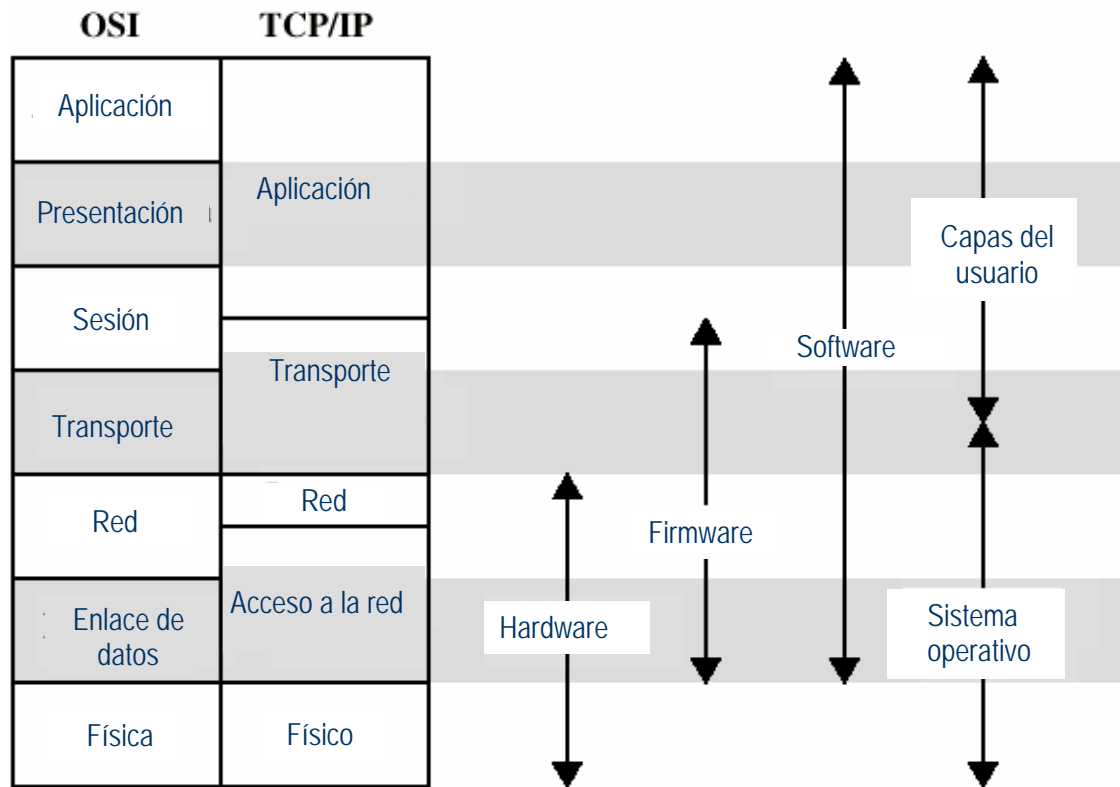 OSI TCP/IP
Aplicación
Presentación
Sesión
Transporte
Red
Enlace de
datos
Física
Aplicación
Transporte
Red
Acceso a la red
Físico
Hardware
Firmware
Software
Capas del
usuario
Sistema
operativo